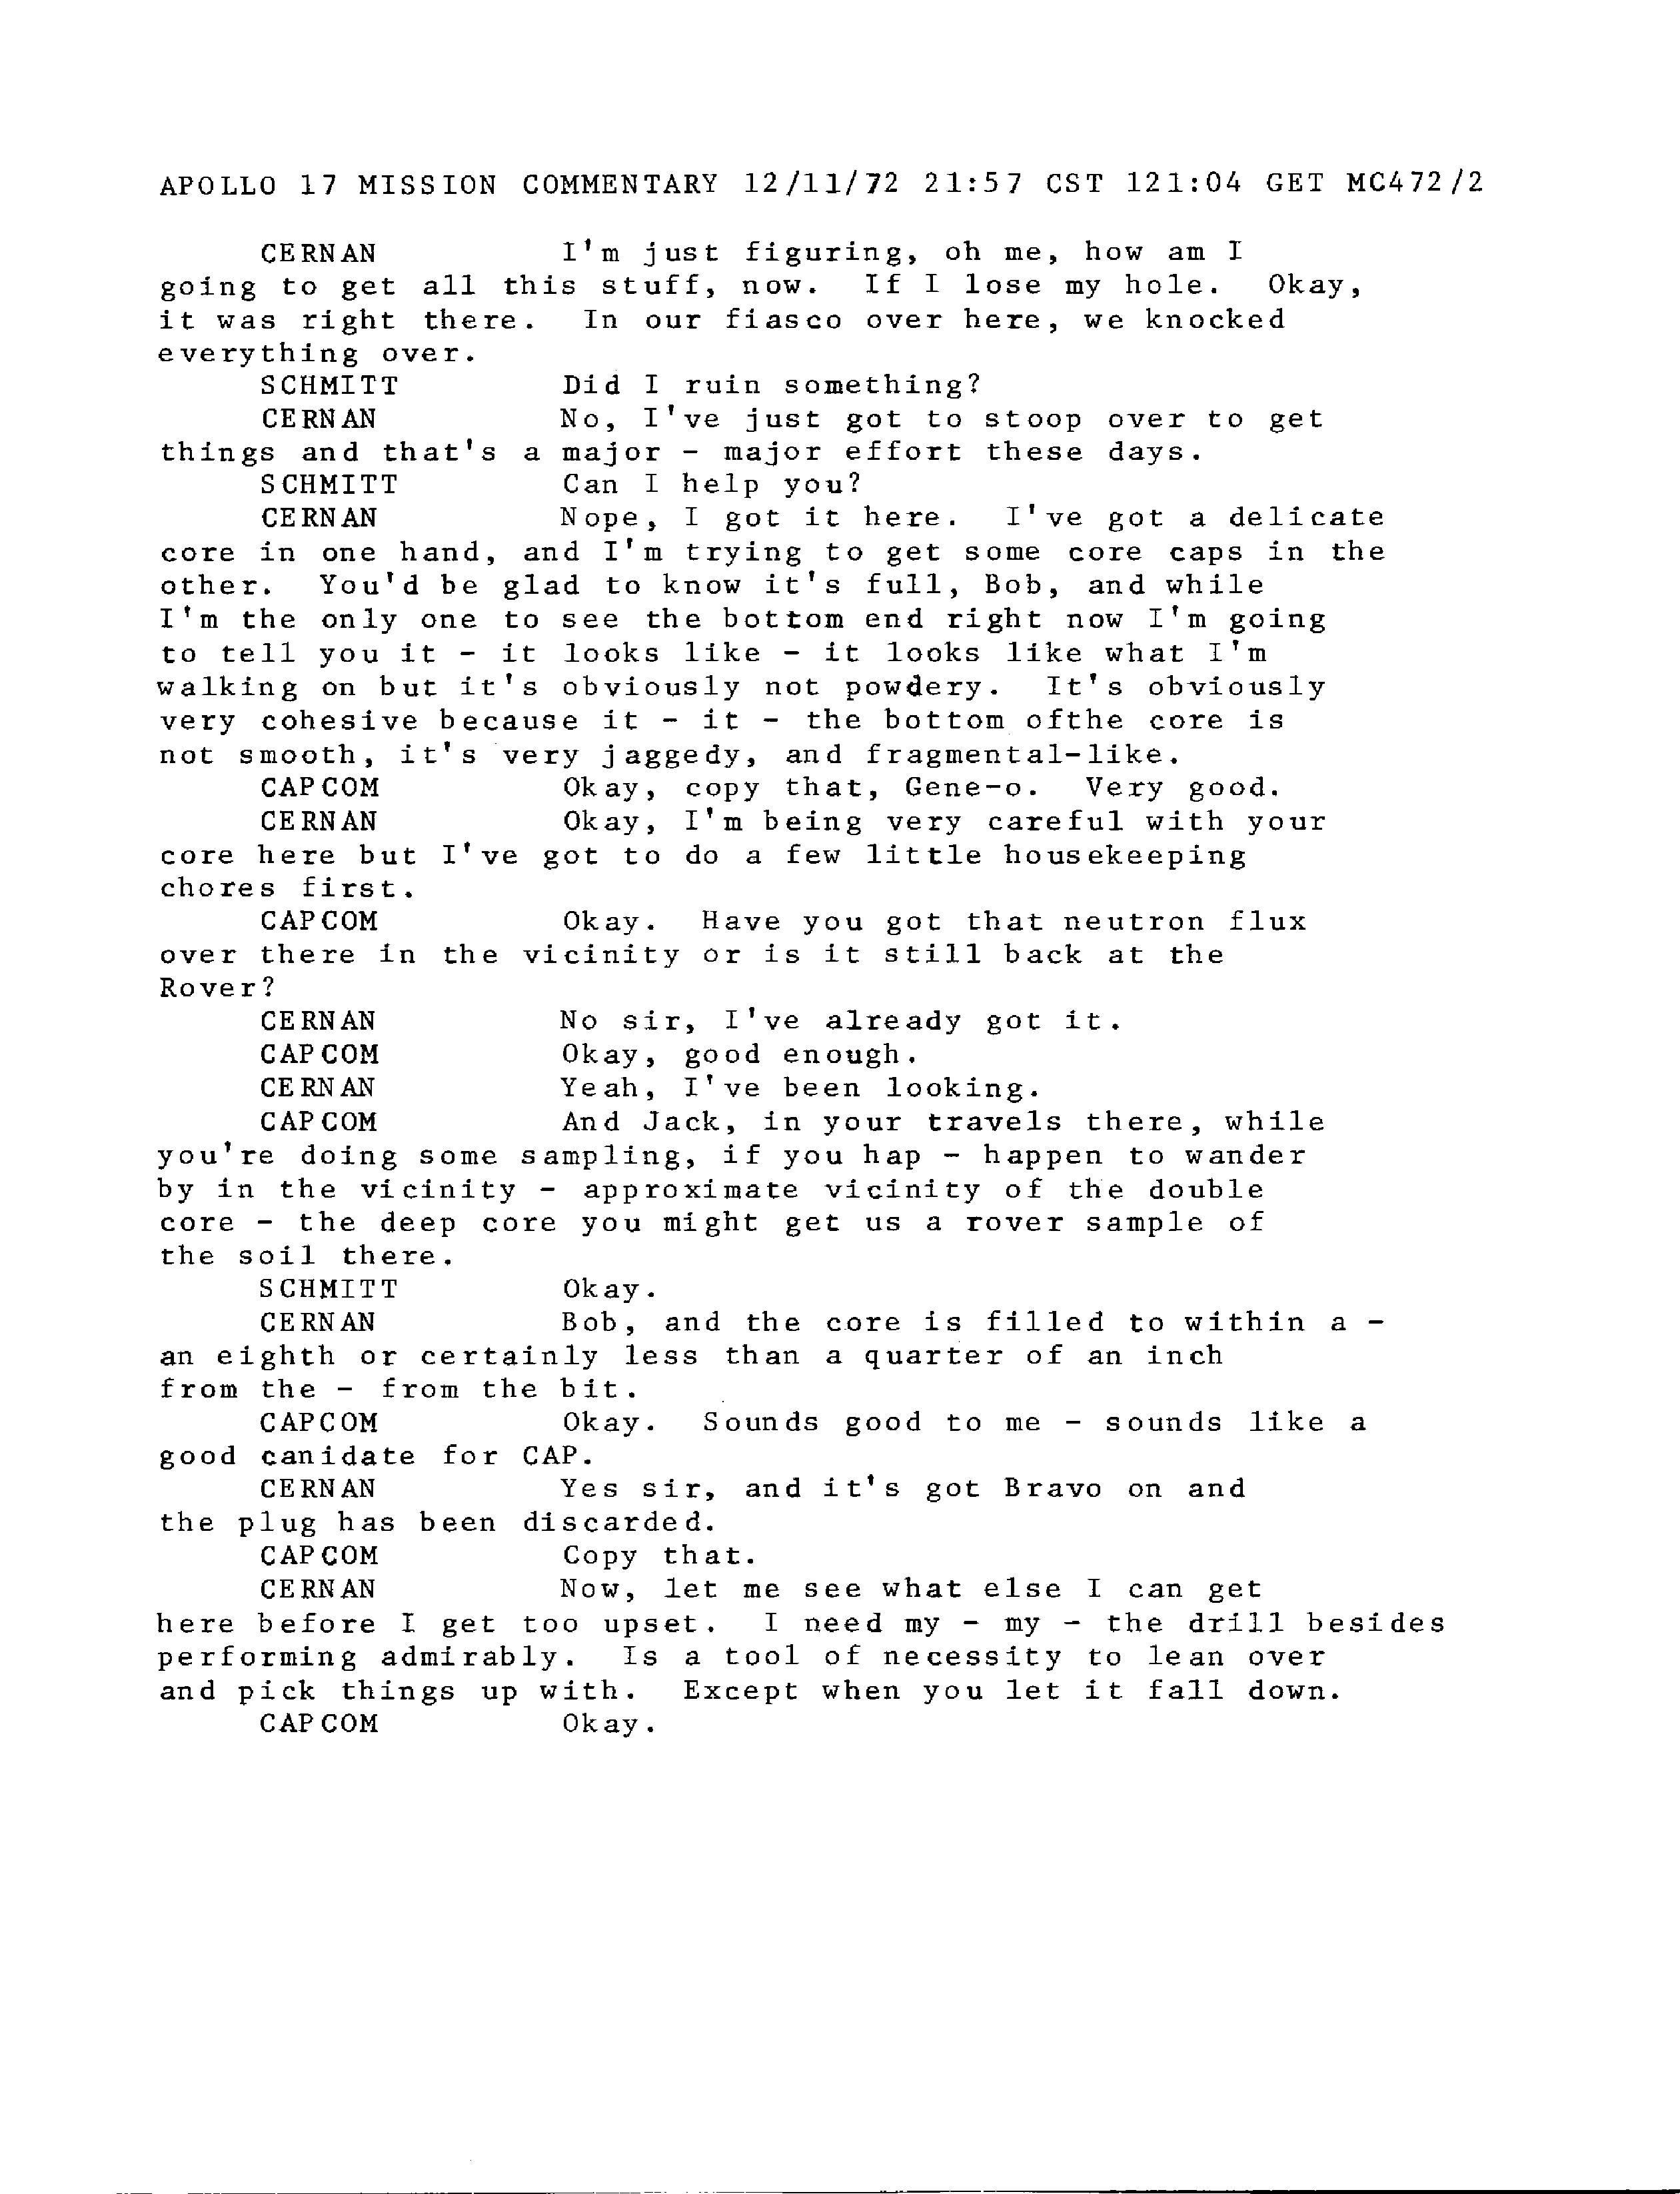 APOLLO 17 MISSION COMMENTARY 12/11/72 21:57 CST 121:04 GET MC472/2
CERNAN I'm just figuring, oh me, how am I
going to get all this stuff, now. If I lose my hole. Okay,
it was right there. In our fiasco over here, we knocked
everything over.
SCHMITT Did I ruin something?
CERNAN No, I've just got to stoop over to get
things and that's a major - major effort these days.
SCHMITT Can I help you?
CERNAN Nope, I got it here. I've got a delicate
core in one hand, and I'm trying to get some core caps in the
other. You'd be glad to know it's full, Bob, and while
I'm the only one to see the bottom end right now I'm going
to tell you it - it looks like - it looks like what I'm
walking on but it's obviously not powdery. It's obviously
very cohesive because it - it - the bottom ofthe core is
not smooth, it's very jaggedy, and fragmental-like.
CAPCOM Okay, copy that, Gene-o. Very good.
CERNAN Okay, I'm being very careful with your
core here but I've got to do a few little housekeeping
chores first.
CAPCOM Okay. Have you got that neutron flux
over there in the vicinity or is it still back at the
Rover?
CERNAN No sir, I've already got it.
CAPCOM Okay, good enough.
CERNAN Yeah, I've been looking.
CAPCOM And Jack, in your travels there, while
you're doing some sampling, if you hap - happen to wander
by in the vicinity - approximate vicinity of the double
core - the deep core you might get us a rover sample of
the soil there.
SCHMITT Okay.
CERNAN Bob, and the core is filled to within a -
an eighth or certainly less than a quarter of an inch
from the - from the bit.
CAPCOM Okay. Sounds good to me - sounds like a
good canidate for CAP.
CERNAN Yes sir, and it's got Bravo on and
the plug has been discarded.
CAPCOM Copy that.
CERNAN Now, let me see what else I can get
here before I get too upset. I need my - my - the drill besides
performing admirably. Is a tool of necessity to lean over
and pick things up with. Except when you let it fall down.
CAPCOM Okay.